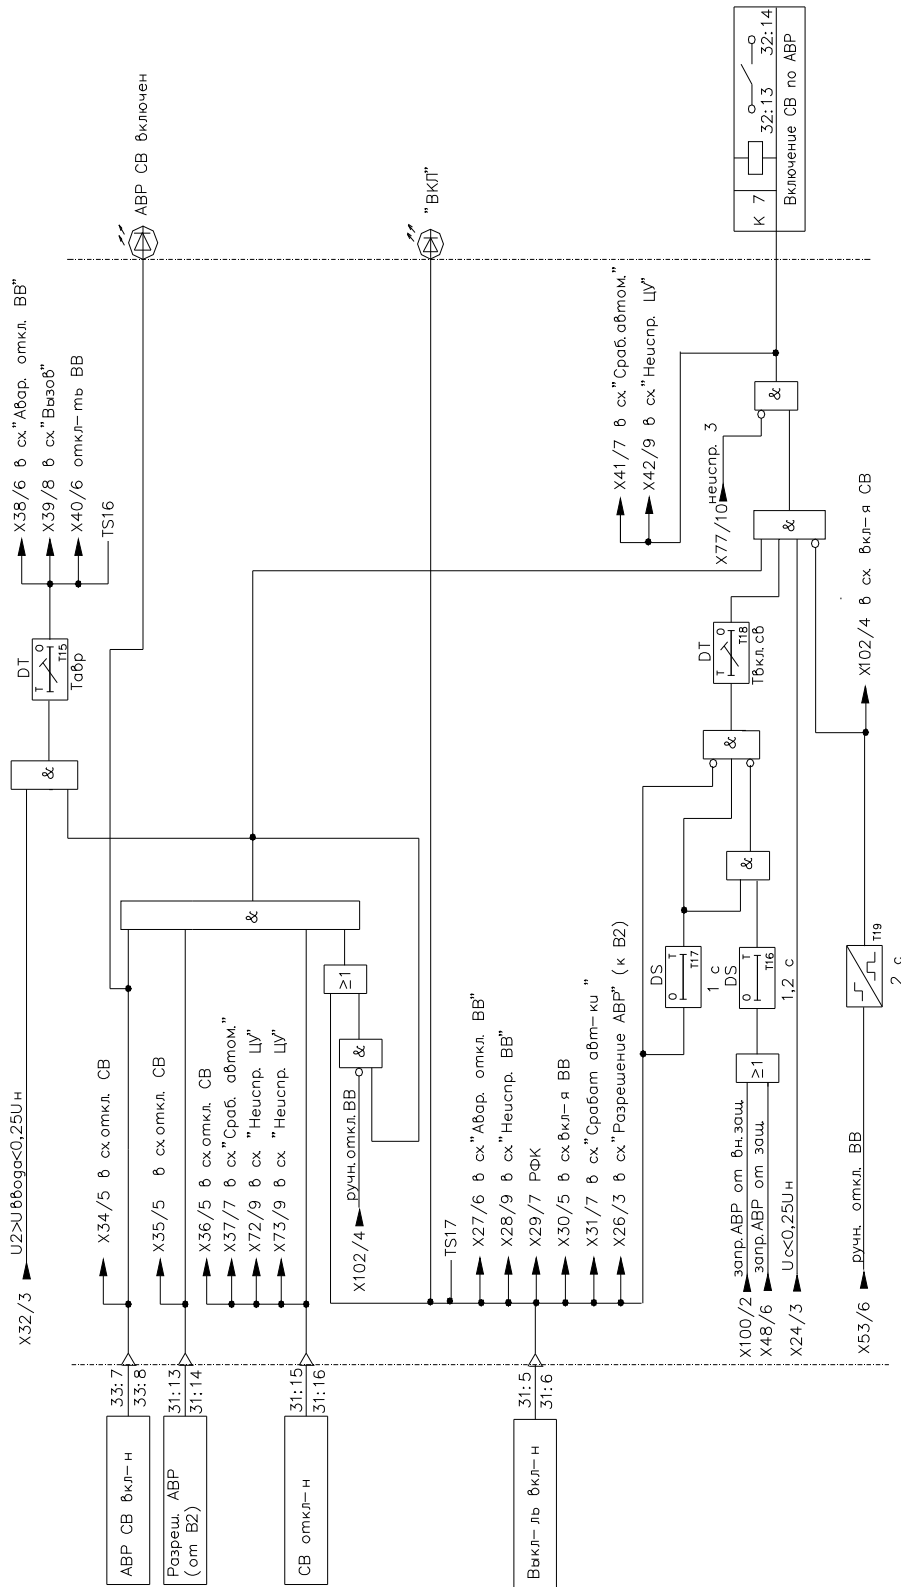 АВР СВ вкл-н
33:7
33:8
Разреш. АВР
(от В2)
31:13
31:14
СВ откл-н
31:15
31:16
Выкл-ль вкл-н
31:5
31:6
X32/3
U2>Uввода<0,25Uн
X34/5 в сх.откл. СВ
X35/5 в сх.откл. СВ
X36/5 в сх.откл. СВ
X37/7 в сх"Сраб. автом."
X72/9 в сх "Неиспр. ЦУ"
X73/9 в сх "Неиспр. ЦУ"
X102/4
ручн.откл.ВВ
&
≥1
&
&
DT
T O
T15
Тавр
X38/6 в сх"Авар. откл. ВВ"
X39/8 в сх"Вызов"
X40/6 откл-ть ВВ
TS16
АВР СВ включен
"ВКЛ"
TS17
X27/6 в сх"Авар. откл. ВВ"
X28/9 в сх"Неиспр. ВВ"
X29/7 РФК
X30/5 в сх.вкл-я ВВ
X31/7 в сх"Срабат авт-ки "
X26/3 в сх"Разрешение АВР" (к В2)
X100/2
запр.АВР от вн.защ.
X48/6
запр.АВР от защ.
X24/3
Uс<0,25Uн
X53/6
ручн. откл. ВВ
≥1
DS
O T
T17
1 с
DS
O T
T16
1,2 с
T19
2 с
&
&
DT
T O
T18
Твкл.св
&
X77/10
неиспр. 3
&
X41/7 в сх"Сраб.автом."
X42/9 в сх"Неиспр. ЦУ"
X102/4 в сх вкл-я СВ
К 7
32:13
32:14
Включение СВ по АВР